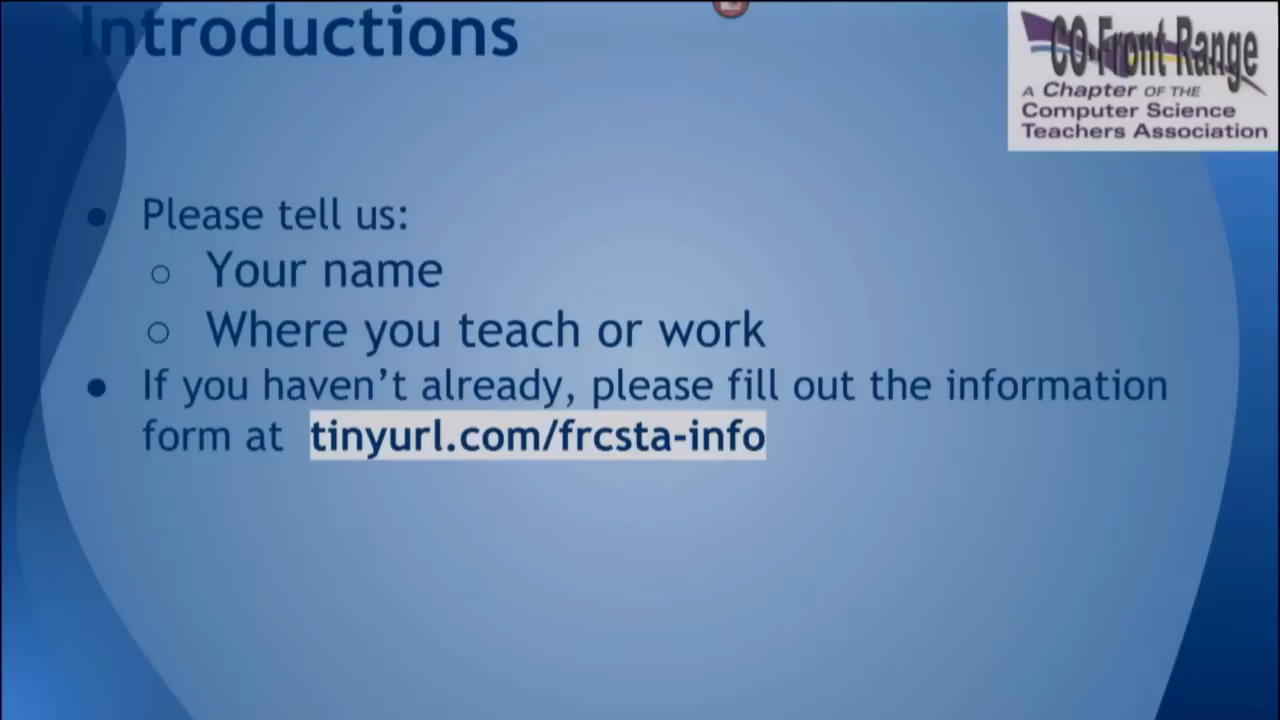 Introductions
CO-Front Range
A Chapter OF THE
Computer Science
Teachers Association
● Please tell us:
○ Your name
○ Where you teach or work
● If you haven’t already, please fill out the information
form at tinyurl.com/frcsta-info